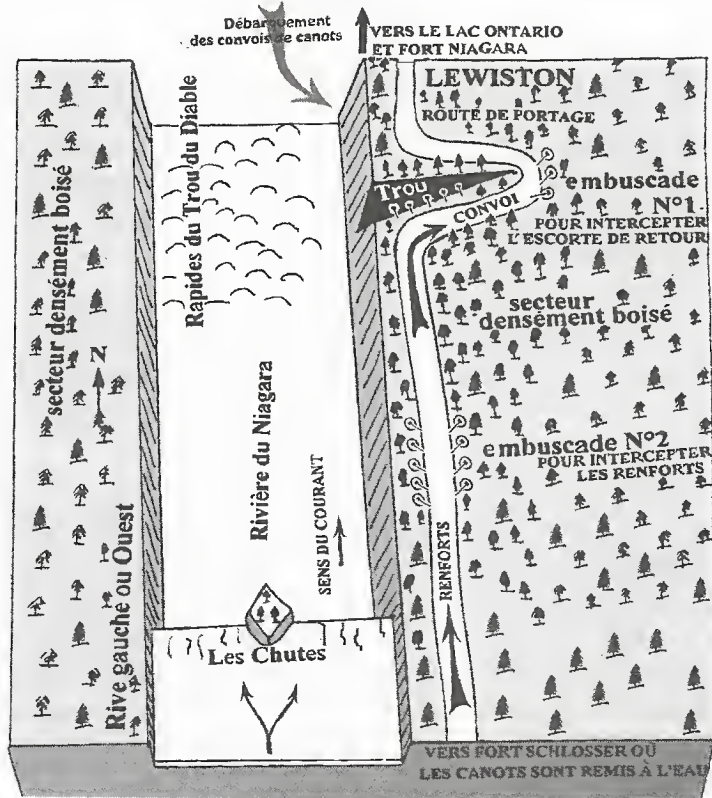 Débarquement
des convois de canots
VERS LE LAC ONTARIO
ET FORT NIAGARA
LEWISTON
ROUTE DE PORTAGE
Rapides du Trou du Diable
Trou
CONVOI
embuscade
N°1
POUR INTERCEPTER
L'ESCORTE DE RETOUR
secteur densément boisé
secteur
densément boisé
N
embuscade N°2
POUR INTERCEPTER
LES RENFORTS
Rivière du Niagara
SENS DU COURANT
RENFORTS
Rive gauche ou Ouest
Les Chutes
VERS FORT SCHLOSSER OÙ
LES CANOTS SONT REMIS À L'EAU